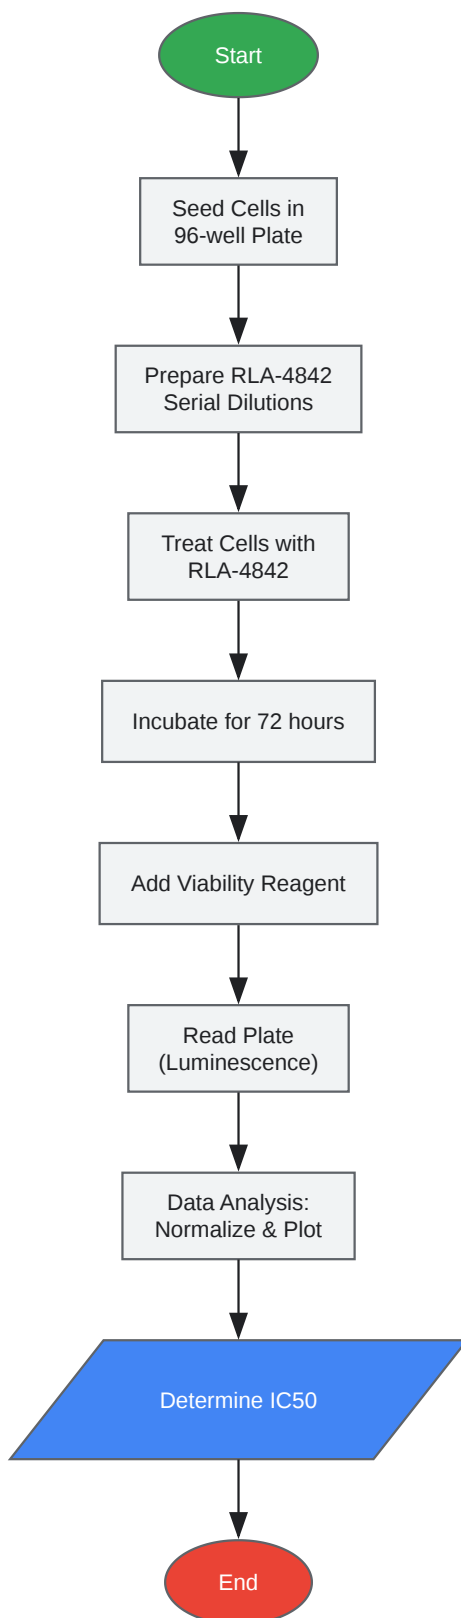 Start
Seed Cells in
96-well Plate
Prepare RLA-4842
Serial Dilutions
Treat Cells with
RLA-4842
Incubate for 72 hours
Add Viability Reagent
Read Plate
(Luminescence)
Data Analysis:
Normalize & Plot
Determine IC50
End